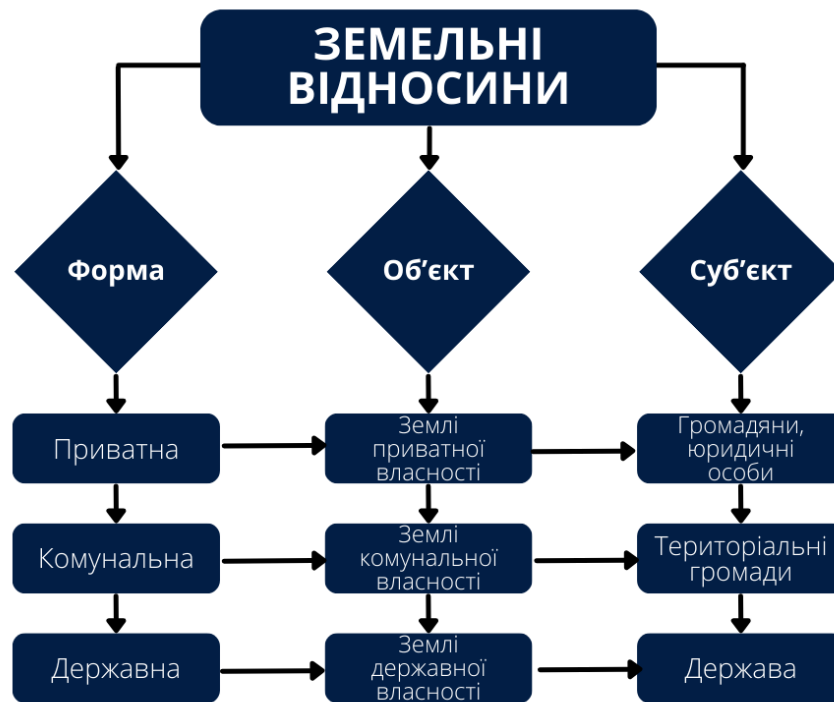 ЗЕМЕЛЬНІ
ВІДНОСИНИ
Форма
Об’єкт
Суб’єкт
Приватна
Землі
приватної
власності
Громадяни,
юридичні
особи
Комунальна
Землі
комунальної
власності
Територіальні
громади
Державна
Землі
державної
власності
Держава